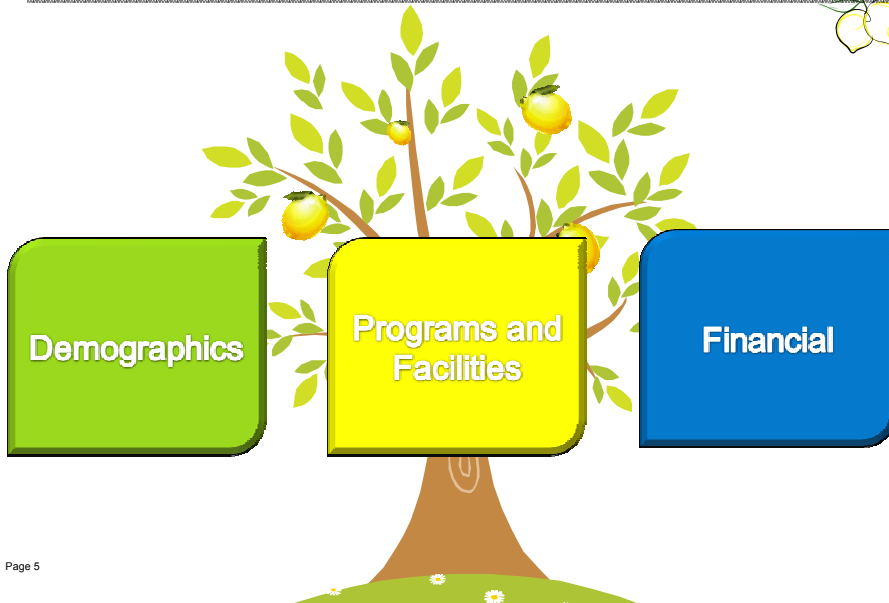 Demographics
Programs and
Facilities
Financial
Page 5